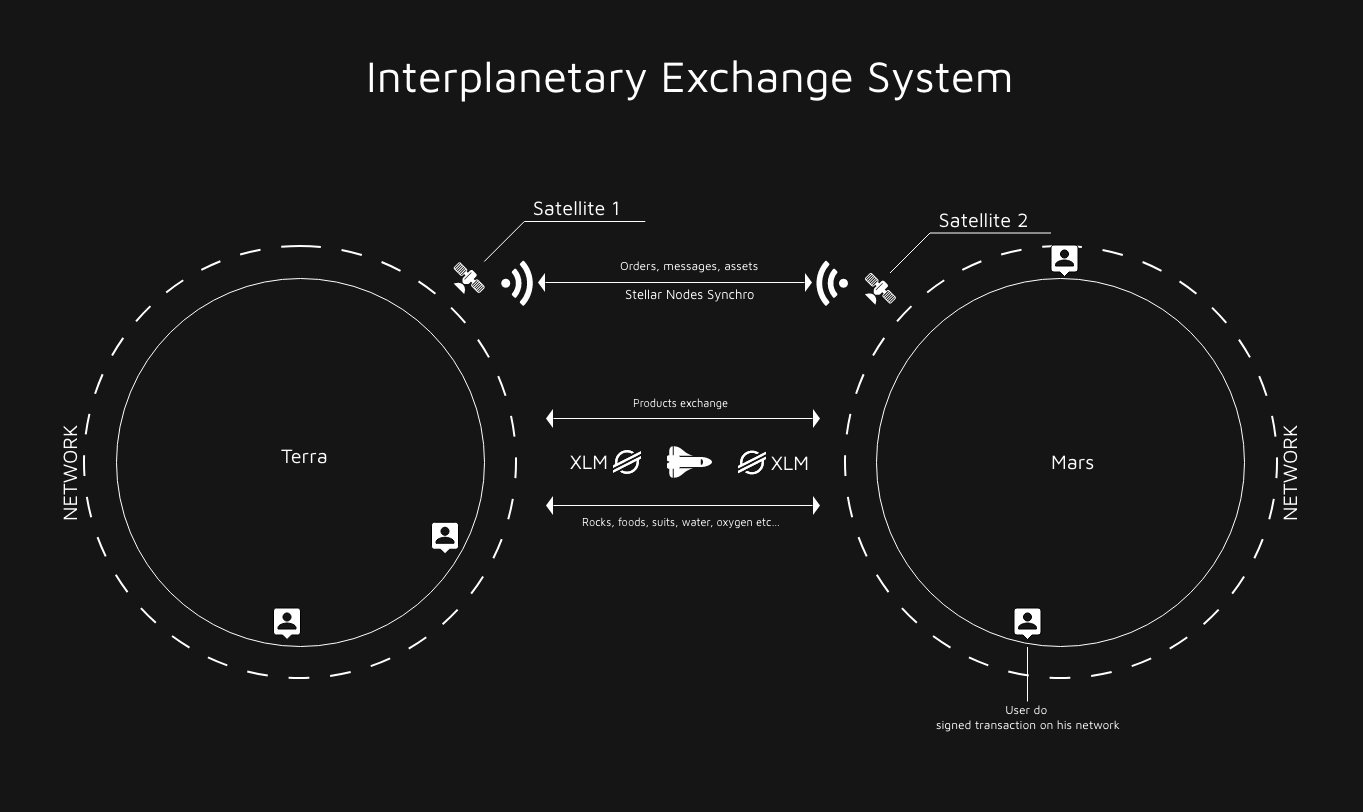 Interplanetary Exchange System
Satellite 1
Satellite 2
Orders, messages, assets
Stellar Nodes Synchro
Products exchange
NETWORK
Terra
XLM
XLM
Mars
NETWORK
Rocks, foods, suits, water, oxygen etc...
User do
signed transaction on his network